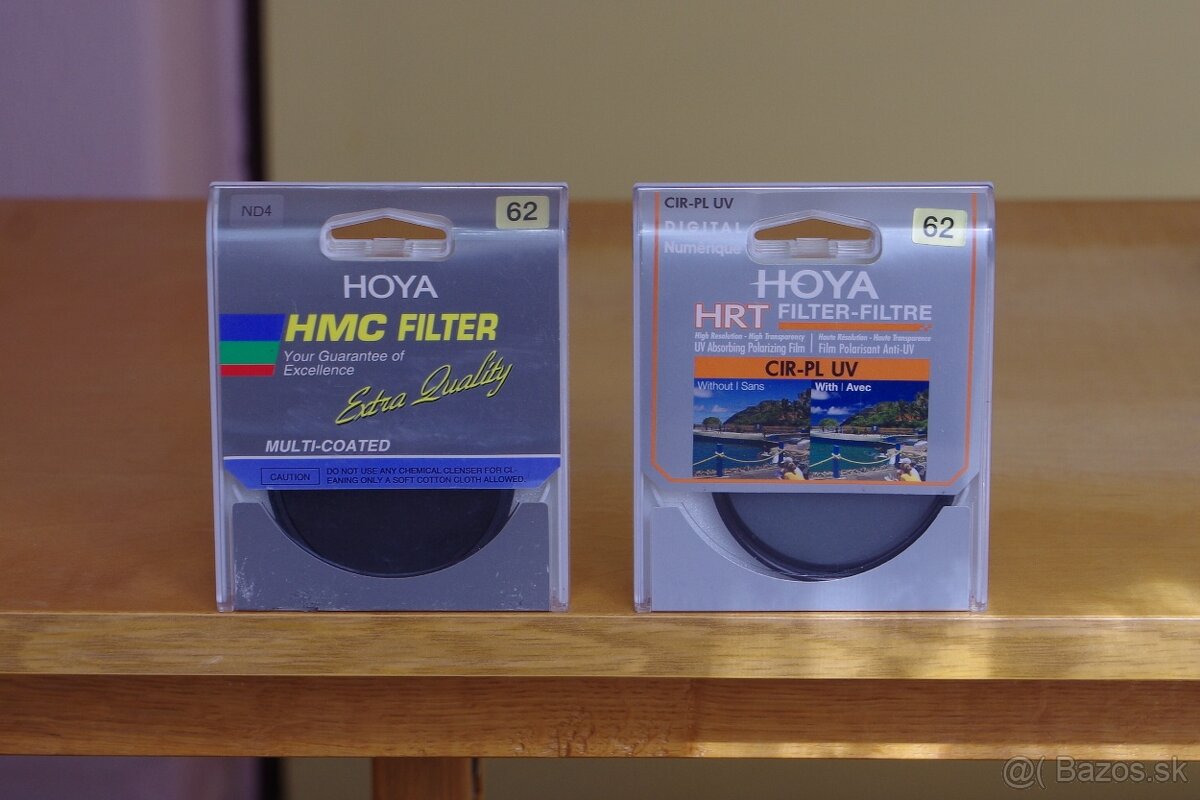 ND4
62
HOYA
HMC FILTER
Your Guarantee of
Excellence
Extra Quality
MULTI-COATED
CAUTION
DO NOT USE ANY CHEMICAL CLENSER FOR CL-
EANING ONLY A SOFT COTTON CLOTH ALLOWED.
CIR-PL UV
DIGITAL
Numérique
62
HOYA
HRT FILTER-FILTRE
High Resolution - High Transparency
UV Absorbing Polarizing Film
Haute Résolution - Haute Transparence
Film Polarisant Anti-UV
CIR-PL UV
Without | Sans
With | Avec
@( Bazos.sk